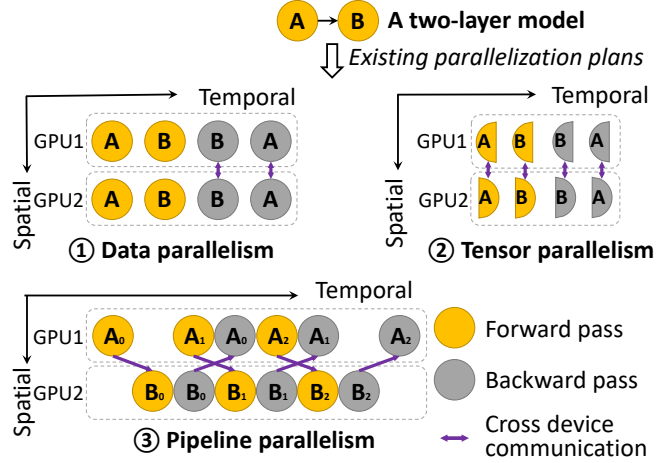 A B A two-layer model
Existing parallelization plans
Temporal
GPU1 A B B A
GPU2 A B B A
Spatial
① Data parallelism
Temporal
GPU1 A B B A
GPU2 A B B A
Spatial
② Tensor parallelism
Temporal
GPU1 A₀ A₁ A₀ A₂ A₁ A₂
GPU2 B₀ B₀ B₁ B₁ B₂ B₂
Spatial
③ Pipeline parallelism
Forward pass
Backward pass
Cross device
communication